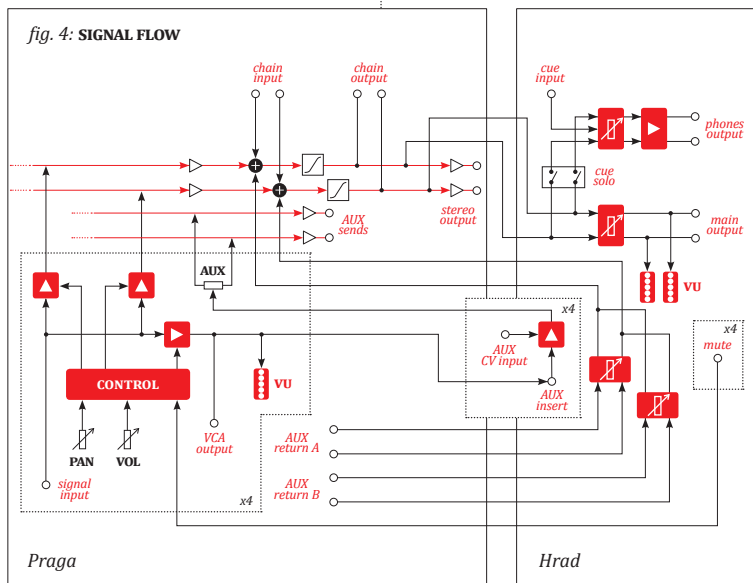 fig. 4: SIGNAL FLOW
chain
input
chain
output
cue
input
phones
output
cue
solo
AUX
sends
stereo
output
main
output
AUX
VU
x4
x4
mute
AUX
CV input
AUX
insert
CONTROL
VU
VCA
output
AUX
return A
PAN
VOL
AUX
return B
signal
input
x4
Praga
Hrad